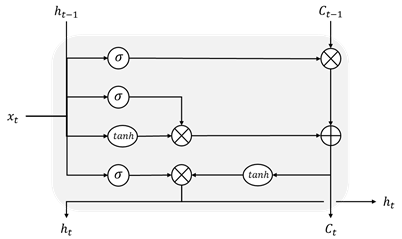 h_{t-1} C_{t-1}
σ
σ
x_t
tanh
σ tanh
h_t
h_t C_t